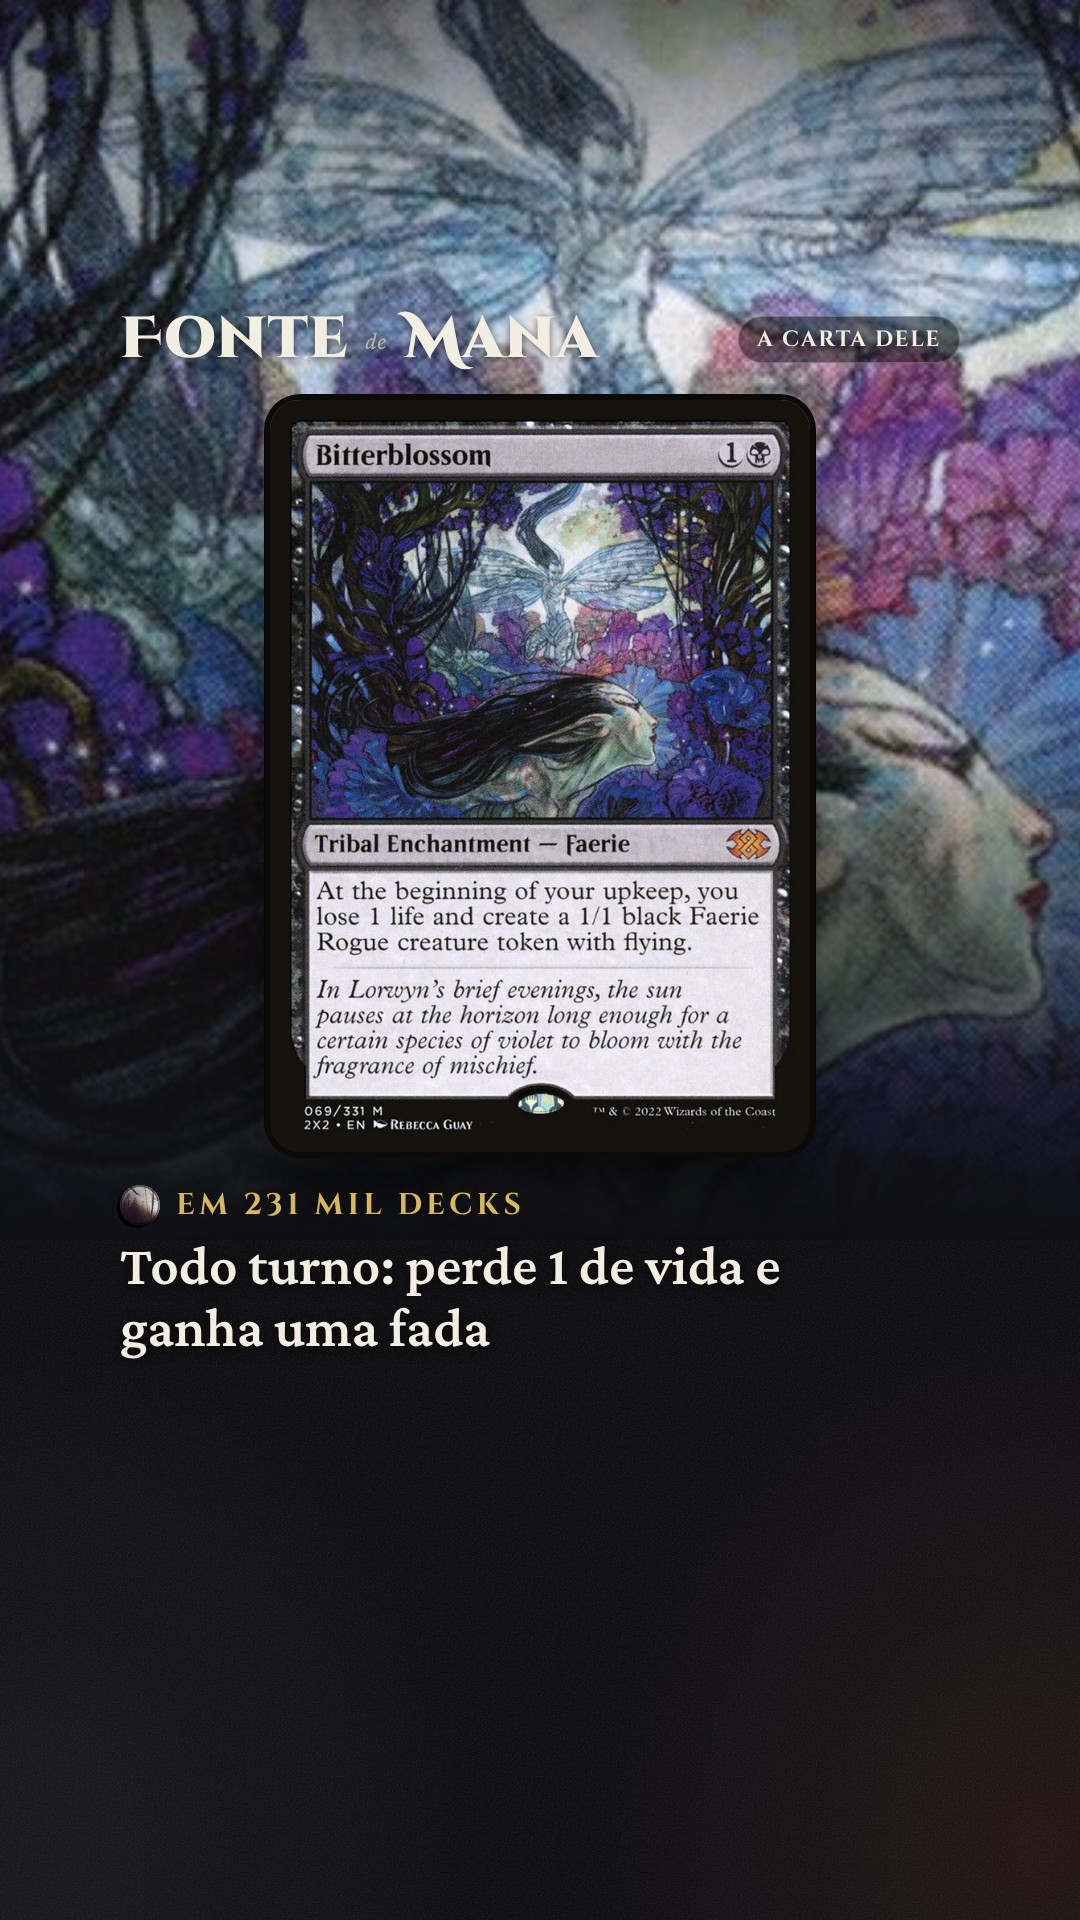 FONTE de MANA
A CARTA DELE
Bitterblossom 1
Tribal Enchantment — Faerie
At the beginning of your upkeep, you
lose 1 life and create a 1/1 black Faerie
Rogue creature token with flying.
In Lorwyn's brief evenings, the sun
pauses at the horizon long enough for a
certain species of violet to bloom with the
fragrance of mischief.
069/331 M
2X2 • EN REBECCA GUAY
™ & © 2022 Wizards of the Coast
EM 231 MIL DECKS
Todo turno: perde 1 de vida e
ganha uma fada